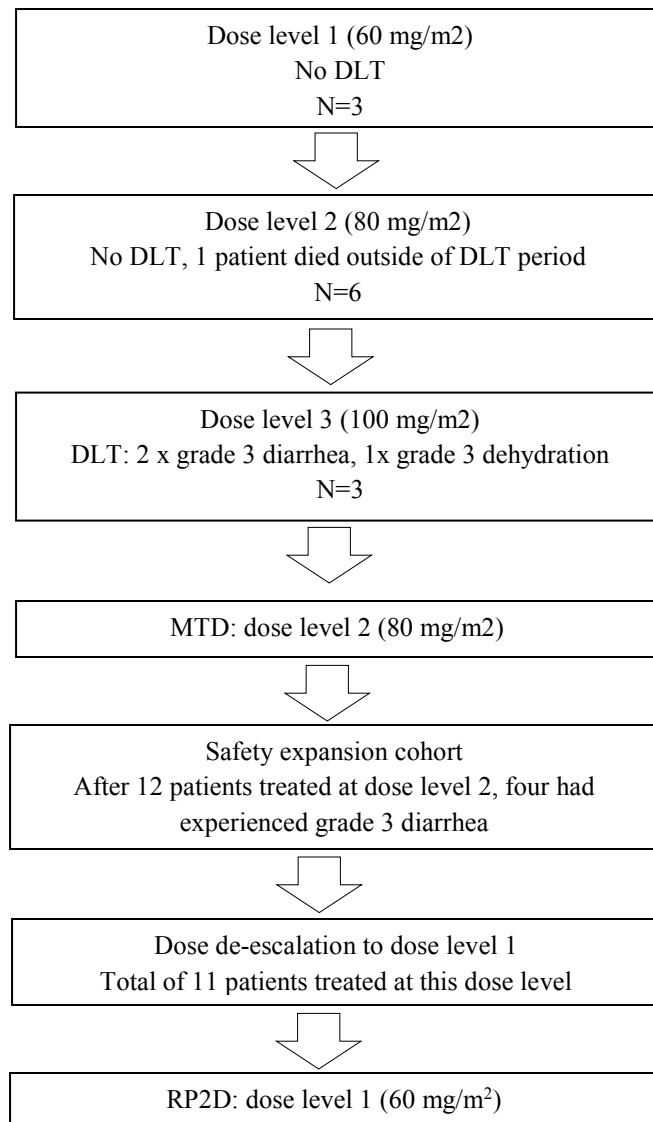 Dose level 1 (60 mg/m2)
No DLT
N=3
Dose level 2 (80 mg/m2)
No DLT, 1 patient died outside of DLT period
N=6
Dose level 3 (100 mg/m2)
DLT: 2 x grade 3 diarrhea, 1x grade 3 dehydration
N=3
MTD: dose level 2 (80 mg/m2)
Safety expansion cohort
After 12 patients treated at dose level 2, four had
experienced grade 3 diarrhea
Dose de-escalation to dose level 1
Total of 11 patients treated at this dose level
RP2D: dose level 1 (60 mg/m²)